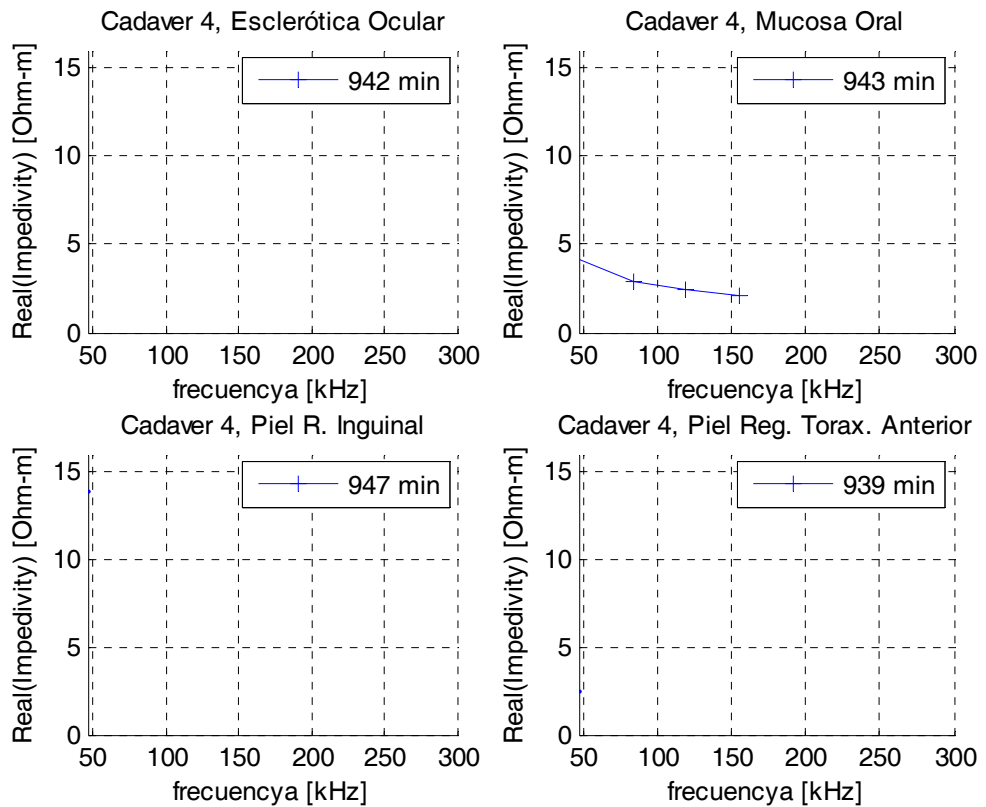 Cadaver 4, Esclerótica Ocular
Real(Impedivity) [Ohm-m]
15
10
5
0
942 min
50 100 150 200 250 300
frecuencya [kHz]
Cadaver 4, Mucosa Oral
Real(Impedivity) [Ohm-m]
15
10
5
0
943 min
50 100 150 200 250 300
frecuencya [kHz]
Cadaver 4, Piel R. Inguinal
Real(Impedivity) [Ohm-m]
15
10
5
0
947 min
50 100 150 200 250 300
frecuencya [kHz]
Cadaver 4, Piel Reg. Torax. Anterior
Real(Impedivity) [Ohm-m]
15
10
5
0
939 min
50 100 150 200 250 300
frecuencya [kHz]